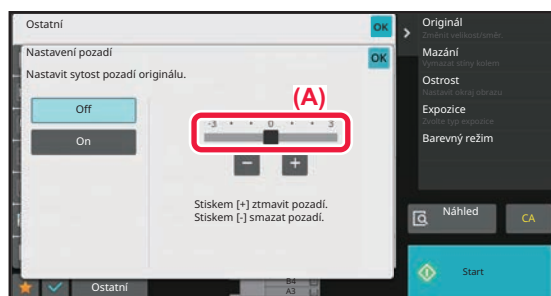 Ostatní
OK
Nastavení pozadí
OK
Nastavit sytost pozadí originálu.
Off
On
(A)
-3 • • 0 • • 3
− +
Stiskem [+] ztmavit pozadí.
Stiskem [-] smazat pozadí.
Originál
Změnit velikost/směr.
Mazání
Vymazat stíny kolem
Ostrost
Nastavit okraj obrazu
Expozice
Zvolte typ expozice
Barevný režim
Náhled
CA
Start
Ostatní
B4
A3